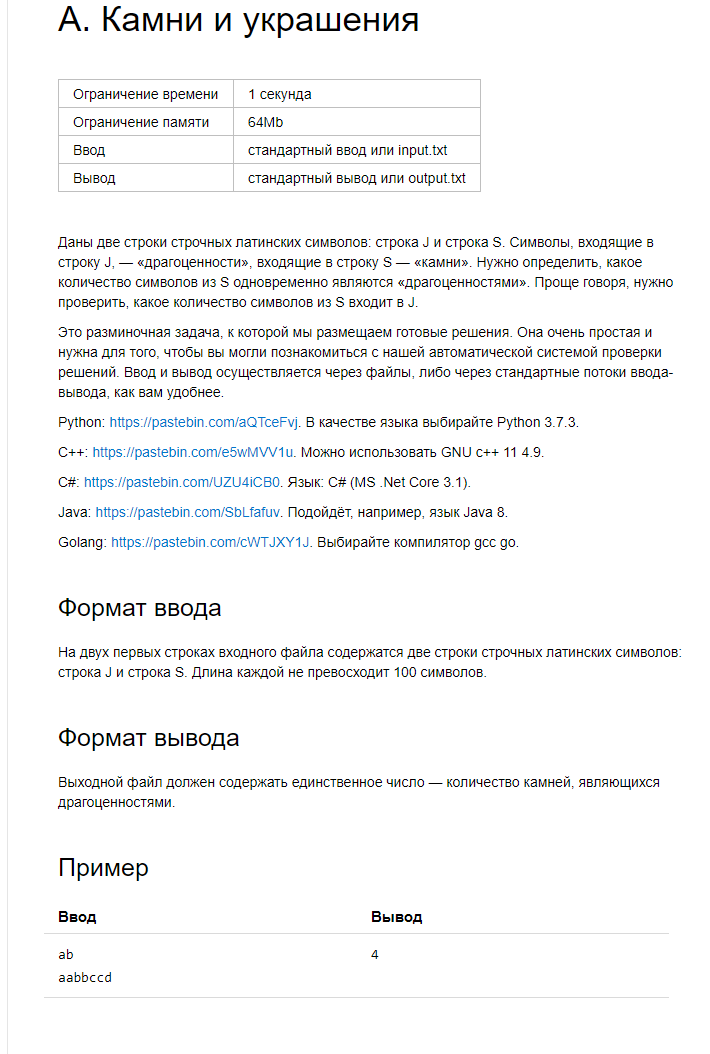 A. Камни и украшения
Ограничение времени 1 секунда
Ограничение памяти 64Mb
Ввод стандартный ввод или input.txt
Вывод стандартный вывод или output.txt
Даны две строки строчных латинских символов: строка J и строка S. Символы, входящие в
строку J, — «драгоценности», входящие в строку S — «камни». Нужно определить, какое
количество символов из S одновременно являются «драгоценностями». Проще говоря, нужно
проверить, какое количество символов из S входит в J.
Это разминочная задача, к которой мы размещаем готовые решения. Она очень простая и
нужна для того, чтобы вы могли познакомиться с нашей автоматической системой проверки
решений. Ввод и вывод осуществляется через файлы, либо через стандартные потоки ввода-
вывода, как вам удобнее.
Python: https://pastebin.com/aQTceFvj. В качестве языка выбирайте Python 3.7.3.
C++: https://pastebin.com/e5wMVV1u. Можно использовать GNU c++ 11 4.9.
C#: https://pastebin.com/UZU4iCB0. Язык: C# (MS .Net Core 3.1).
Java: https://pastebin.com/SbLfafuv. Подойдёт, например, язык Java 8.
Golang: https://pastebin.com/cWTJXY1J. Выбирайте компилятор gcc go.
Формат ввода
На двух первых строках входного файла содержатся две строки строчных латинских символов:
строка J и строка S. Длина каждой не превосходит 100 символов.
Формат вывода
Выходной файл должен содержать единственное число — количество камней, являющихся
драгоценностями.
Пример
Ввод Вывод
ab 4
aabbccd